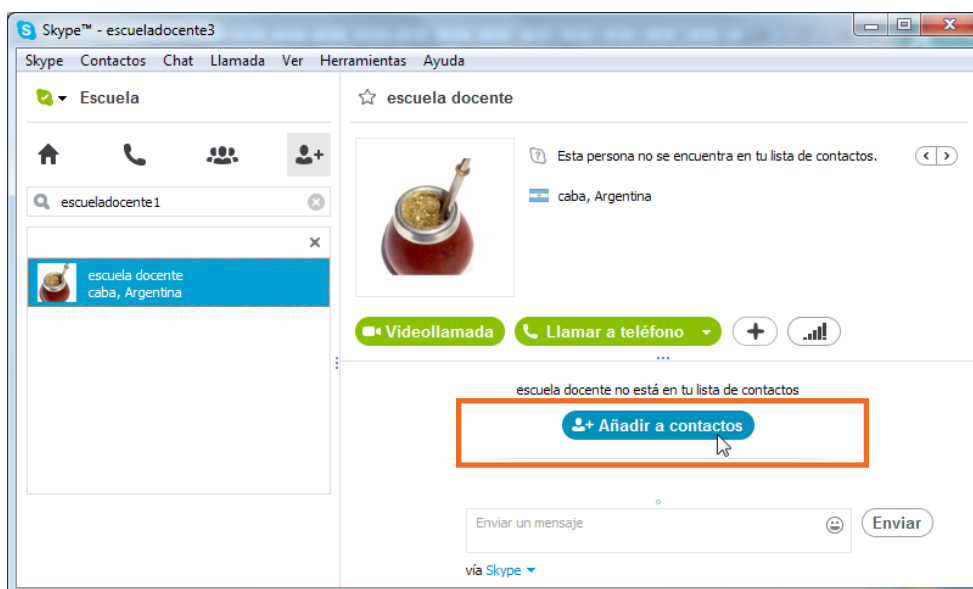 Skype™ - escueladocente3
Skype Contactos Chat Llamada Ver Herramientas Ayuda
Escuela
escueladocente1
escuela docente
caba, Argentina
escuela docente
Esta persona no se encuentra en tu lista de contactos.
caba, Argentina
Videollamada
Llamar a teléfono
escuela docente no está en tu lista de contactos
Añadir a contactos
Enviar un mensaje
Enviar
vía Skype